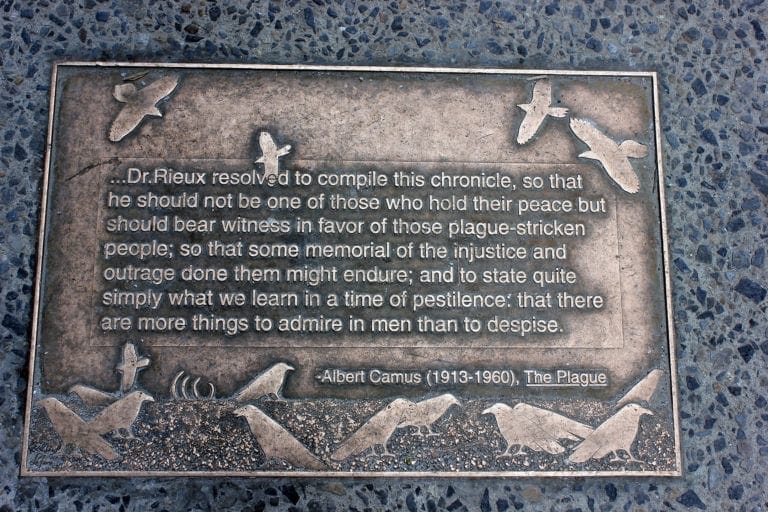 ...Dr.Rieux resolved to compile this chronicle, so that
he should not be one of those who hold their peace but
should bear witness in favor of those plague-stricken
people; so that some memorial of the injustice and
outrage done them might endure; and to state quite
simply what we learn in a time of pestilence: that there
are more things to admire in men than to despise.
-Albert Camus (1913-1960), The Plague